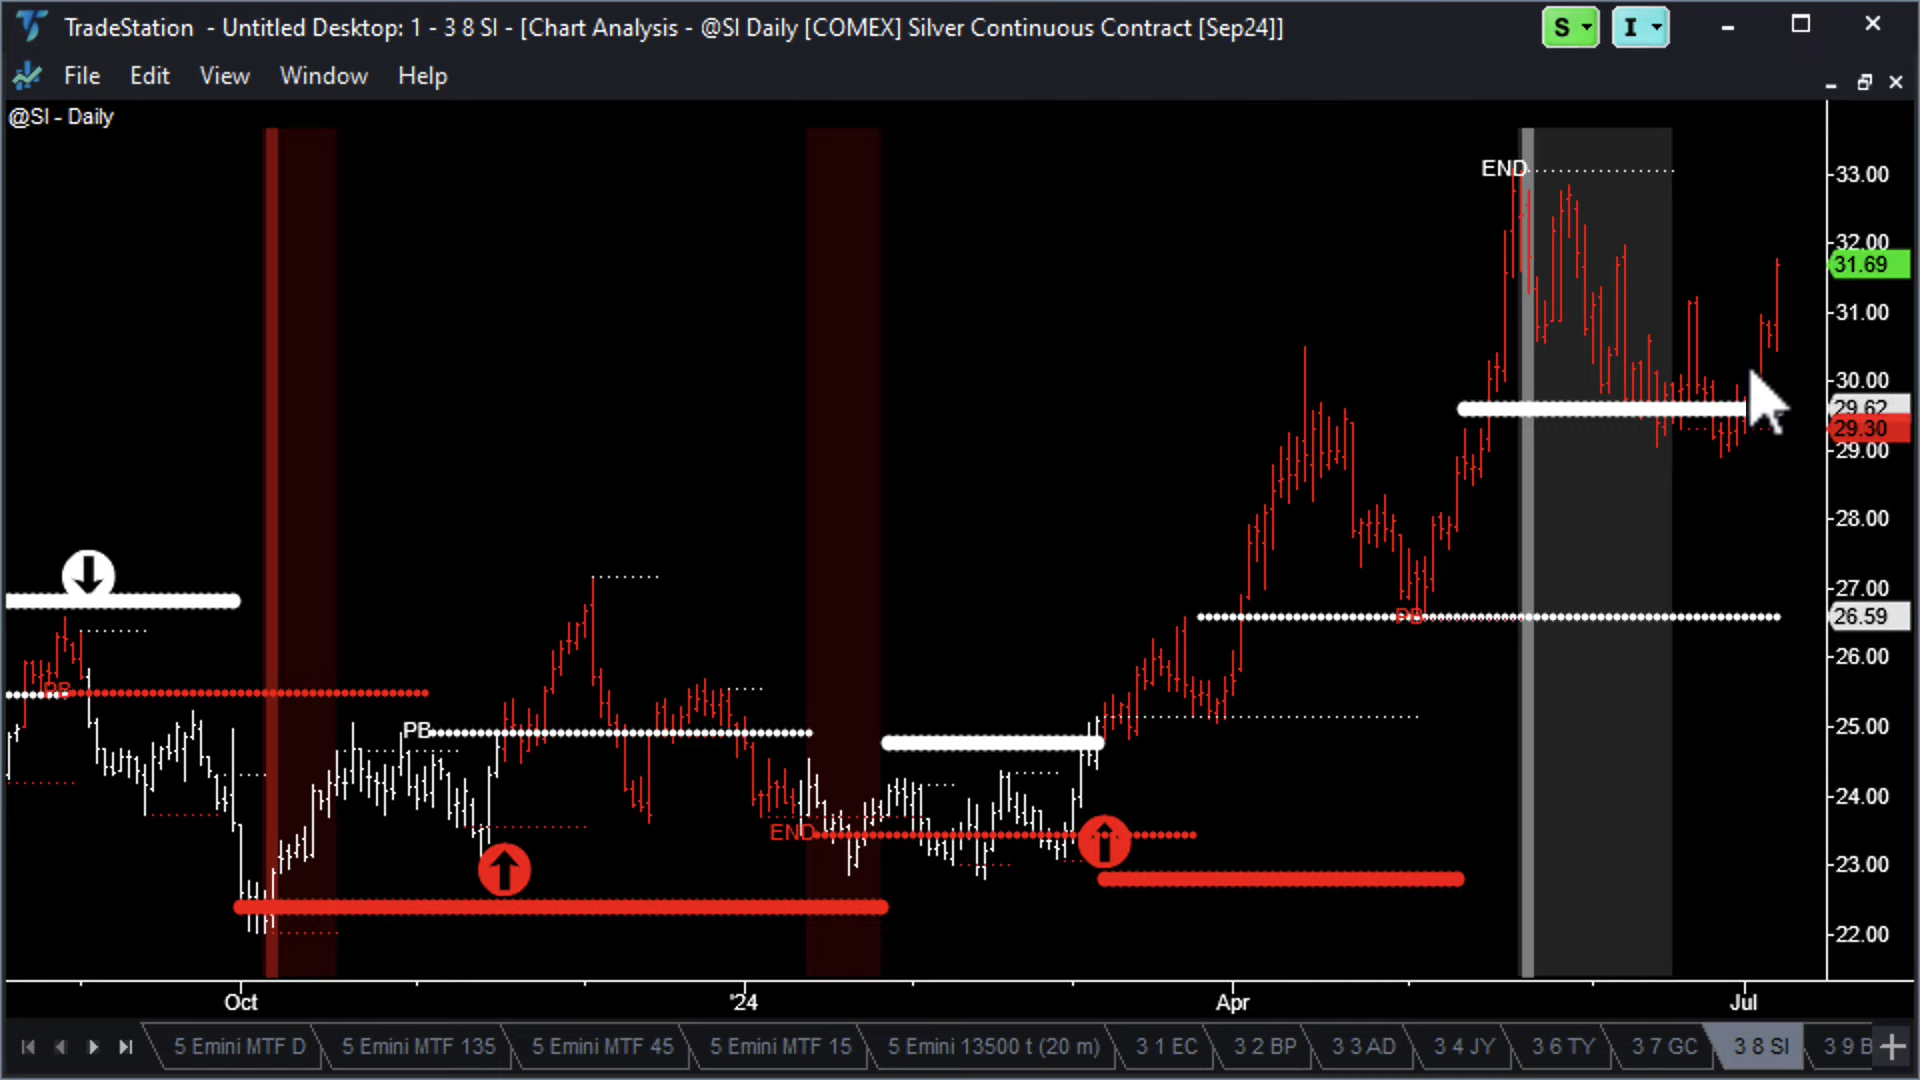 TradeStation - Untitled Desktop: 1 - 3 8 SI - [Chart Analysis - @SI Daily [COMEX] Silver Continuous Contract [Sep24]]
S I
File Edit View Window Help
@SI - Daily
END
33.00
32.00
31.69
31.00
30.00
29.62
29.30
29.00
28.00
27.00
PB
26.59
26.00
PB
PB
25.00
24.00
END
23.00
22.00
Oct '24 Apr Jul
5 Emini MTF D 5 Emini MTF 135 5 Emini MTF 45 5 Emini MTF 15 5 Emini 13500 t (20 m) 3 1 EC 3 2 BP 3 3 AD 3 4 JY 3 6 TY 3 7 GC 3 8 SI 3 9 B